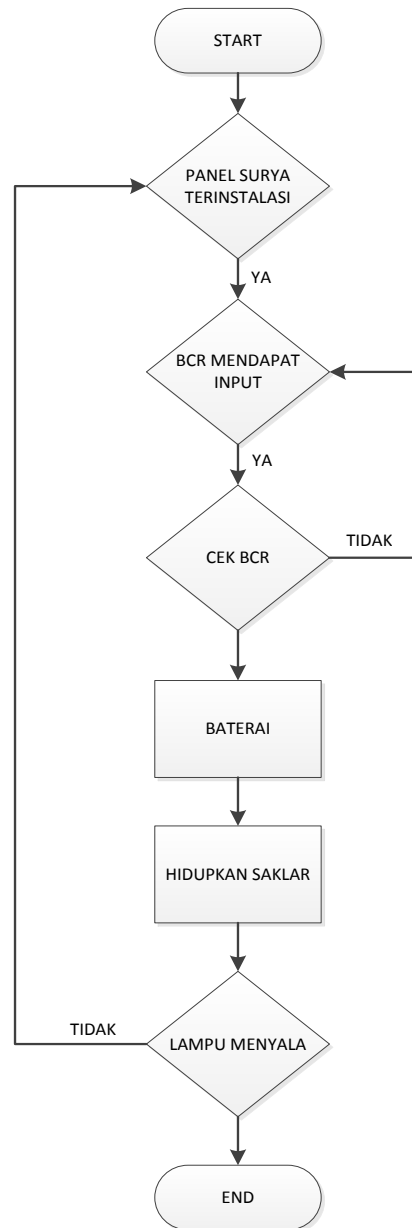 START
PANEL SURYA
TERINSTALASI
YA
BCR MENDAPAT
INPUT
YA
CEK BCR
TIDAK
BATERAI
HIDUPKAN SAKLAR
TIDAK
LAMPU MENYALA
END